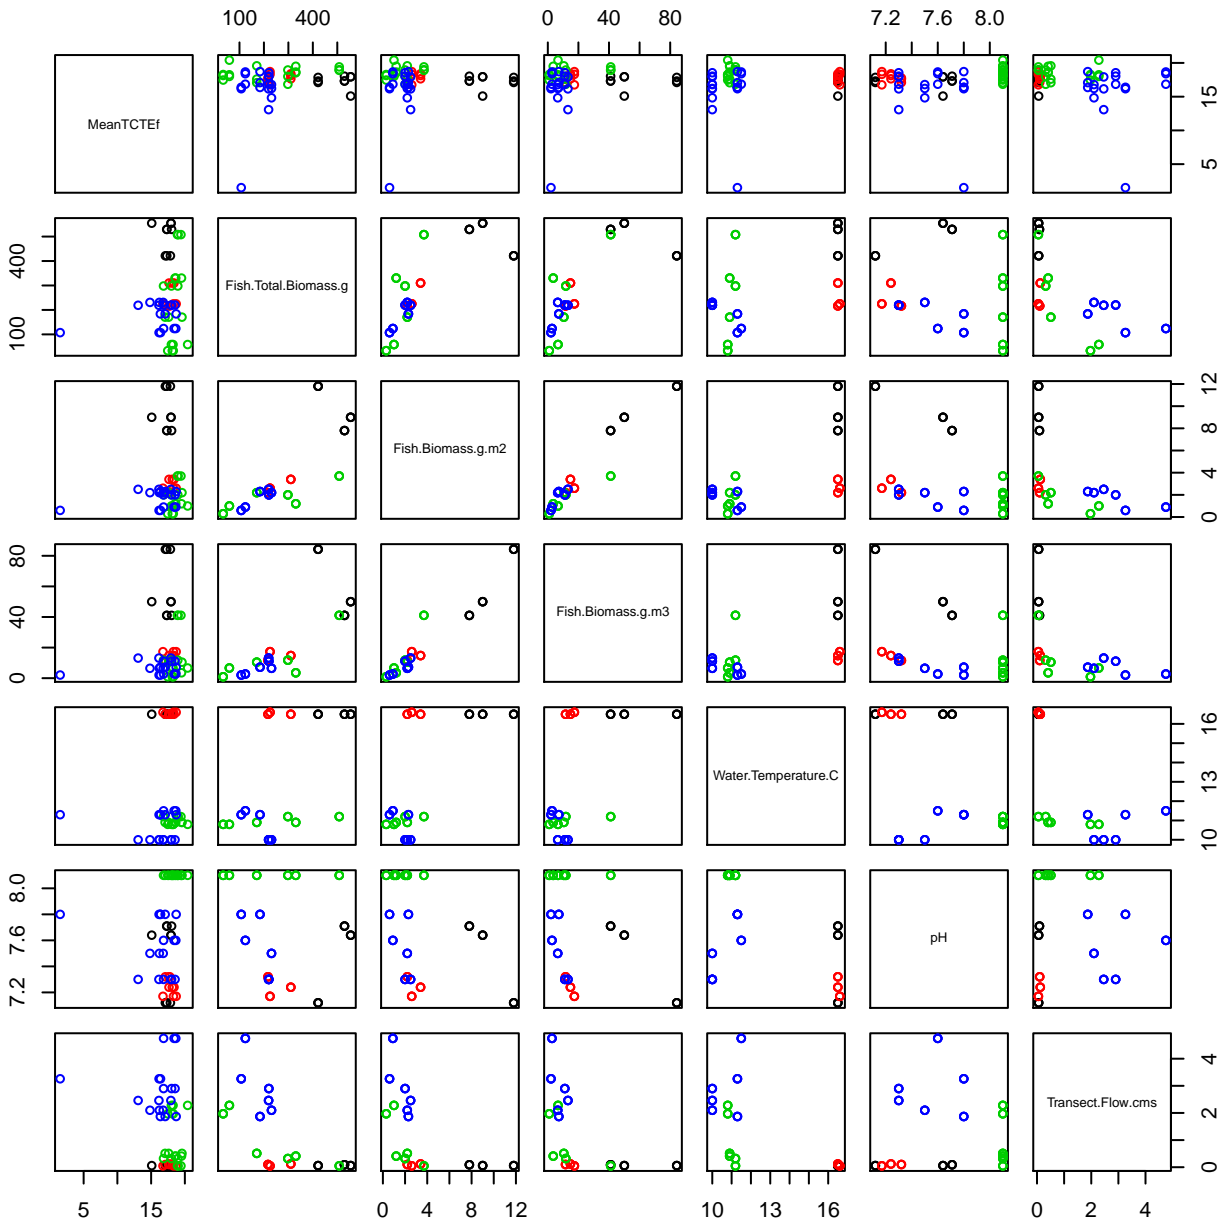 100 400
0 40 80
7.2 7.6 8.0
MeanTCTEf
5 15
100 400
Fish.Total.Biomass.g
Fish.Biomass.g.m2
0 4 8 12
0 40 80
Fish.Biomass.g.m3
Water.Temperature.C
10 13 16
7.2 7.6 8.0
pH
Transect.Flow.cms
0 2 4
5 15
0 4 8 12
10 13 16
0 2 4